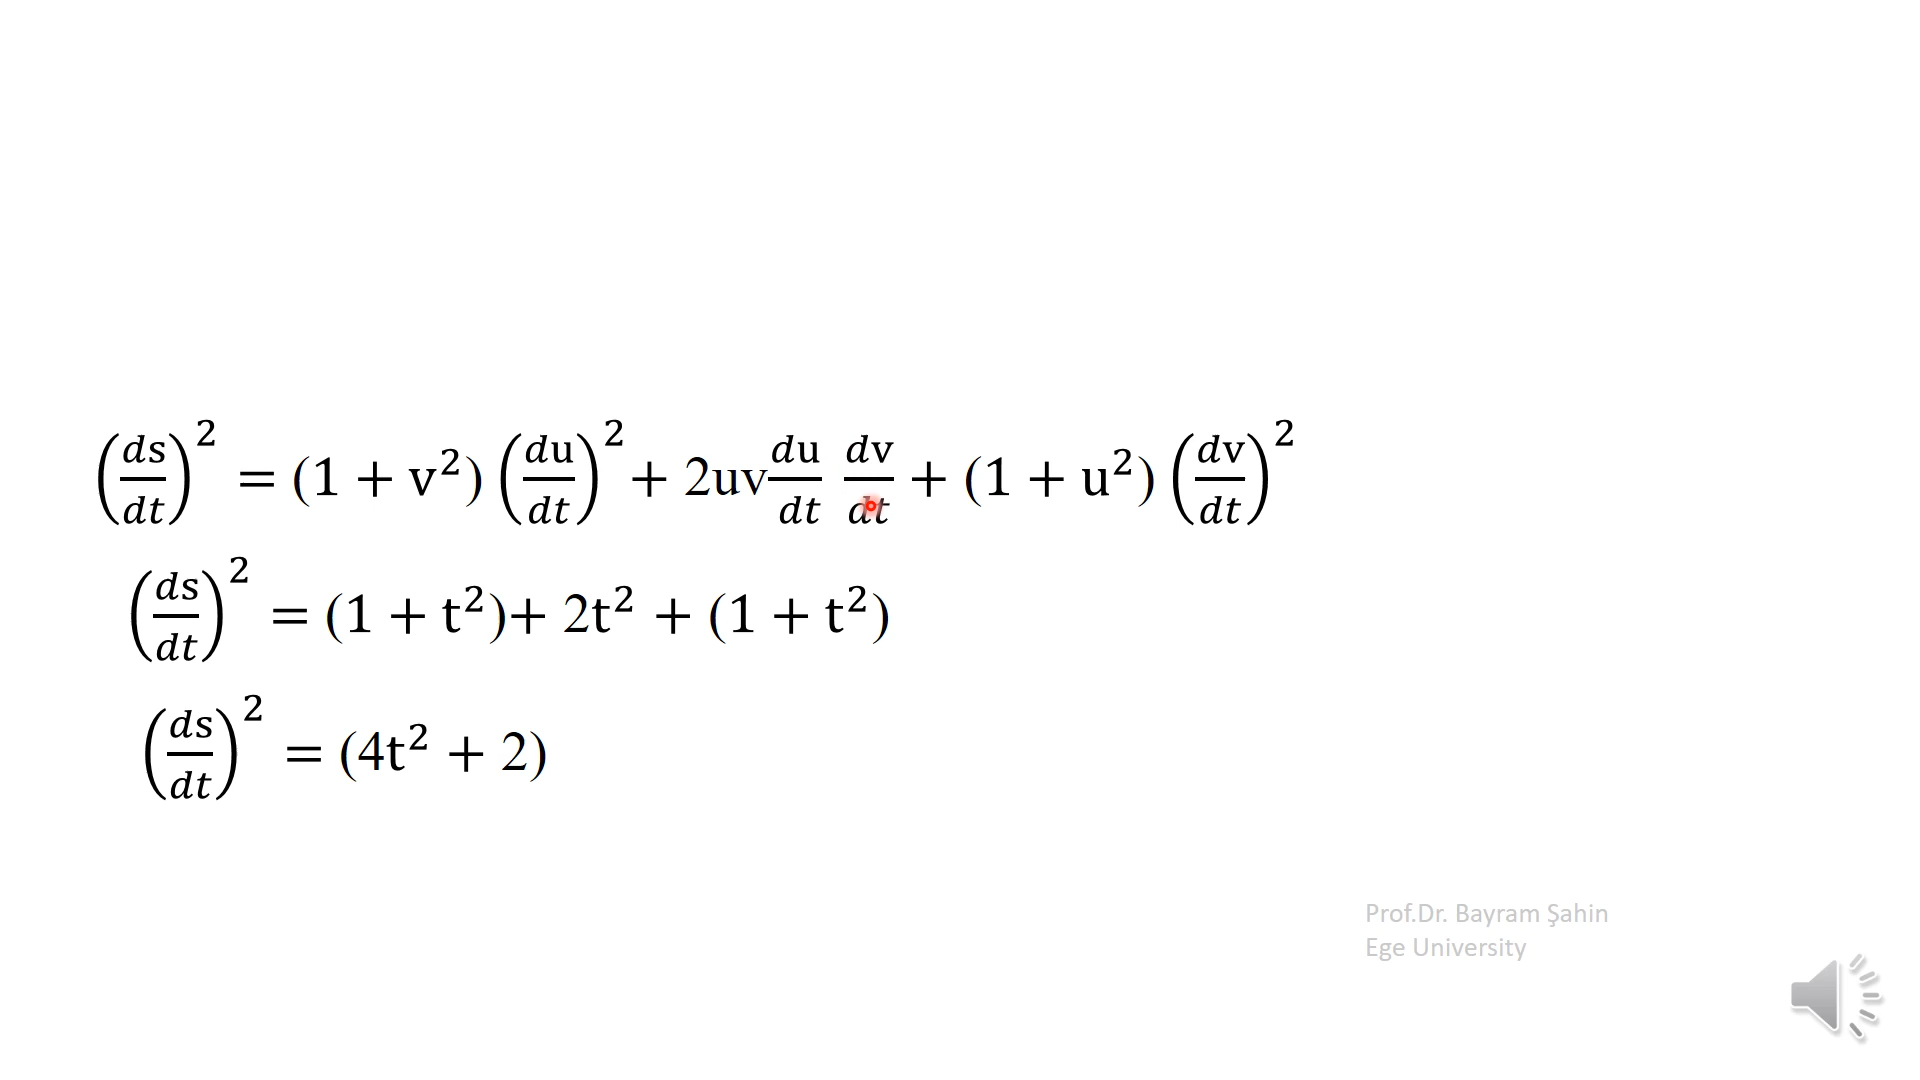 (ds/dt)² = (1 + v²)(du/dt)² + 2uv du/dt dv/dt + (1 + u²)(dv/dt)²
(ds/dt)² = (1 + t²)+ 2t² + (1 + t²)
(ds/dt)² = (4t² + 2)
Prof.Dr. Bayram Şahin
Ege University